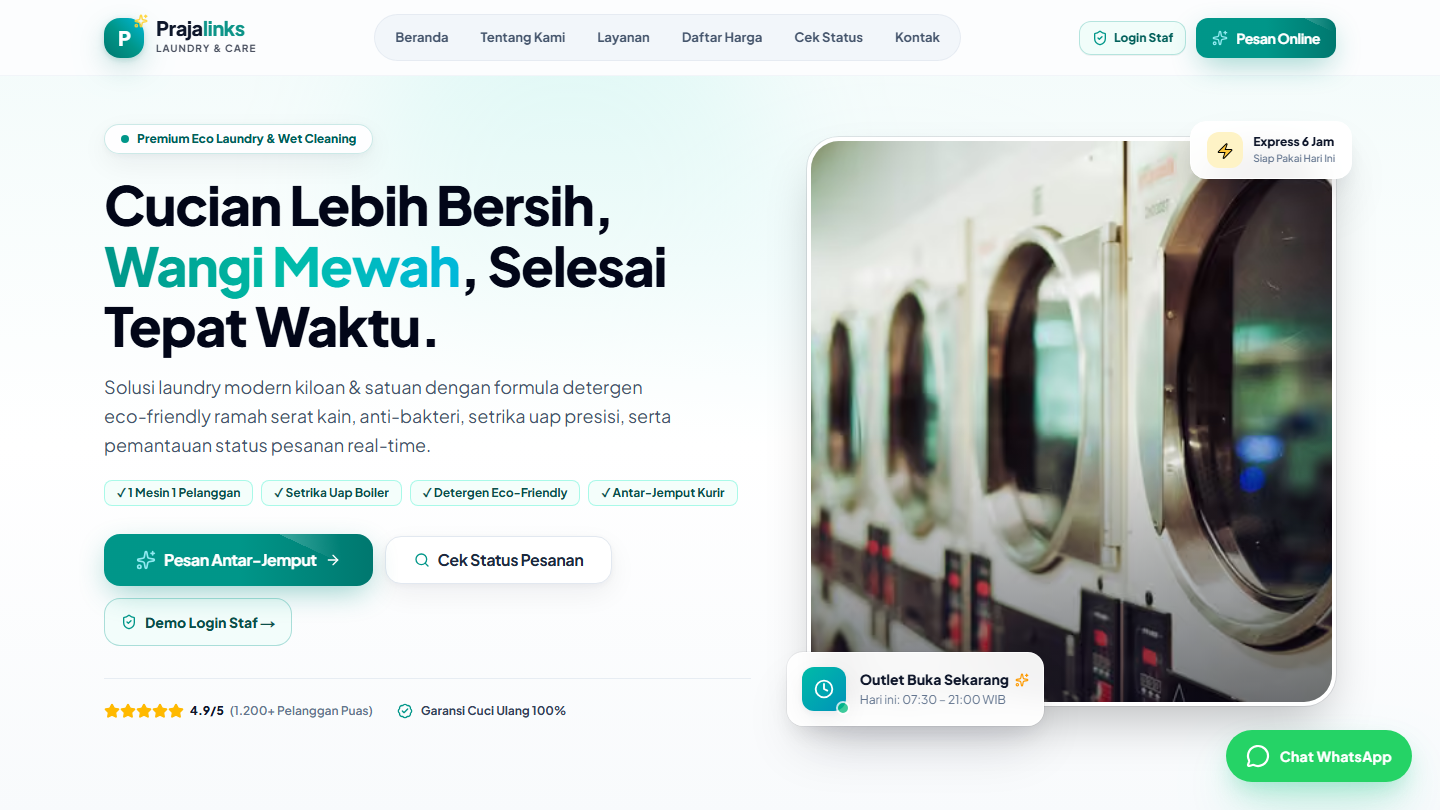 P
Prajalinks
LAUNDRY & CARE
Beranda
Tentang Kami
Layanan
Daftar Harga
Cek Status
Kontak
Login Staf
Pesan Online
Premium Eco Laundry & Wet Cleaning
Cucian Lebih Bersih,
Wangi Mewah, Selesai
Tepat Waktu.
Solusi laundry modern kiloan & satuan dengan formula detergen
eco-friendly ramah serat kain, anti-bakteri, setrika uap presisi, serta
pemantauan status pesanan real-time.
✓ 1 Mesin 1 Pelanggan
✓ Setrika Uap Boiler
✓ Detergen Eco-Friendly
✓ Antar-Jemput Kurir
Pesan Antar-Jemput →
Cek Status Pesanan
Demo Login Staf →
4.9/5 (1.200+ Pelanggan Puas)
Garansi Cuci Ulang 100%
Express 6 Jam
Siap Pakai Hari Ini
Outlet Buka Sekarang
Hari ini: 07:30 – 21:00 WIB
Chat WhatsApp